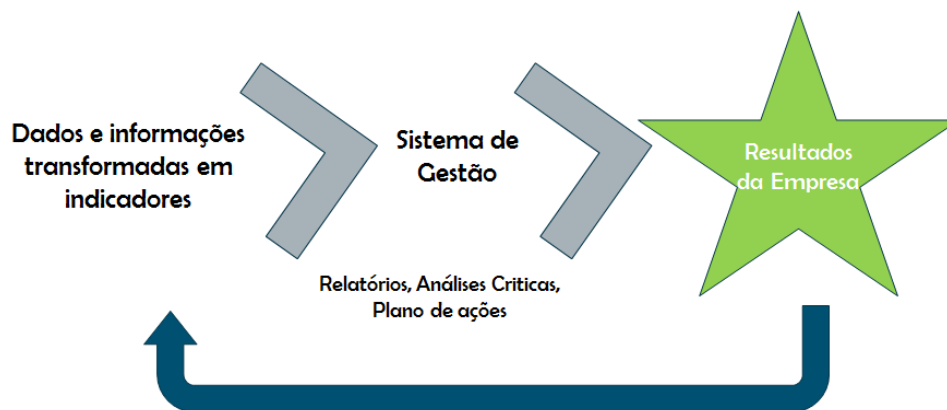 Dados e informações
transformadas em
indicadores
Sistema de
Gestão
Relatórios, Análises Criticas,
Plano de ações
Resultados
da Empresa